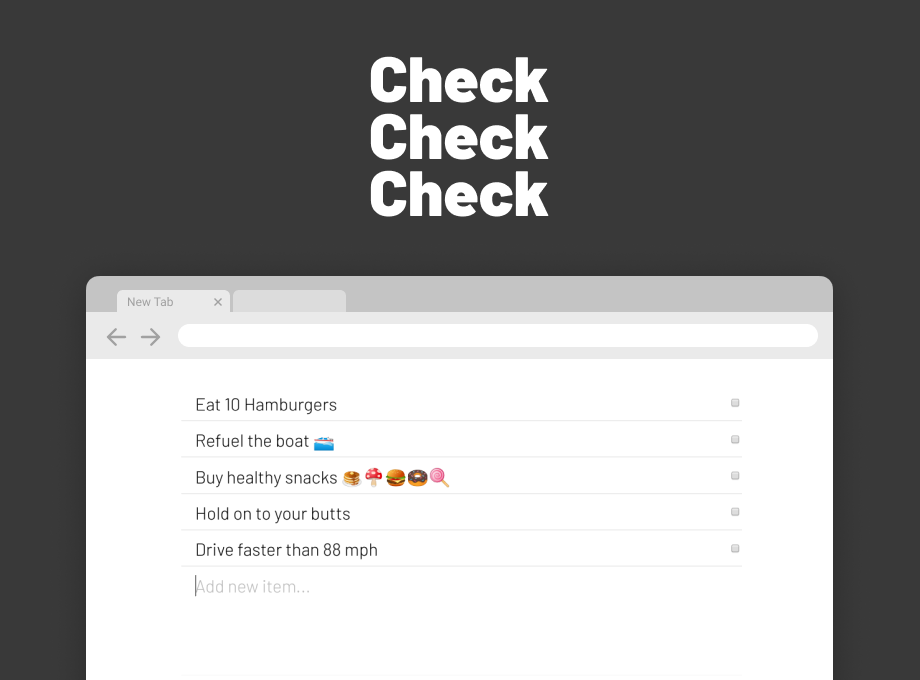 Check
Check
Check
New Tab
Eat 10 Hamburgers
Refuel the boat 🚤
Buy healthy snacks 🥞🍄🍔🍩🍭
Hold on to your butts
Drive faster than 88 mph
Add new item...